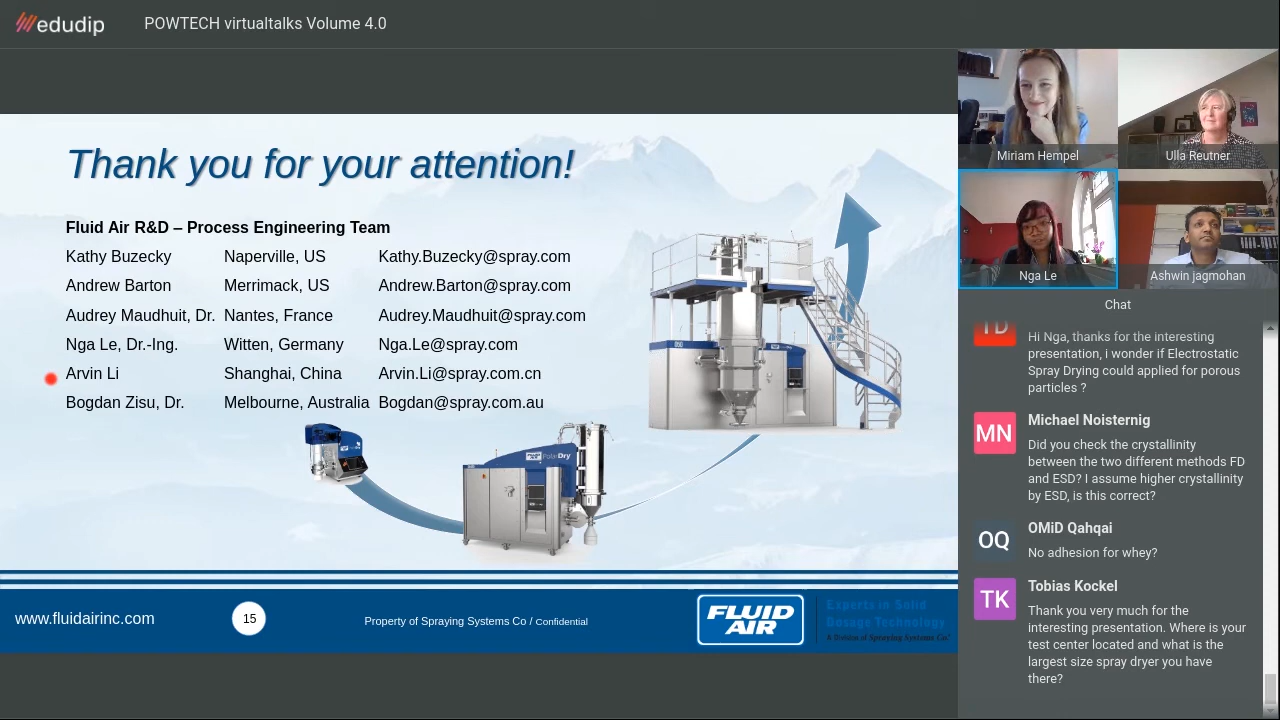 edudip
POWTECH virtualtalks Volume 4.0
Thank you for your attention!
Fluid Air R&D – Process Engineering Team
Kathy Buzecky Naperville, US Kathy.Buzecky@spray.com
Andrew Barton Merrimack, US Andrew.Barton@spray.com
Audrey Maudhuit, Dr. Nantes, France Audrey.Maudhuit@spray.com
Nga Le, Dr.-Ing. Witten, Germany Nga.Le@spray.com
Arvin Li Shanghai, China Arvin.Li@spray.com.cn
Bogdan Zisu, Dr. Melbourne, Australia Bogdan@spray.com.au
PolarDry
www.fluidairinc.com
15
Property of Spraying Systems Co / Confidential
FLUID
AIR
Experts in Solid
Dosage Technology
A Division of Spraying Systems Co.
Miriam Hempel
Ulla Reutner
Nga Le
Ashwin jagmohan
Chat
TD
Hi Nga, thanks for the interesting
presentation, i wonder if Electrostatic
Spray Drying could applied for porous
particles ?
MN
Michael Noisternig
Did you check the crystallinity
between the two different methods FD
and ESD? I assume higher crystallinity
by ESD, is this correct?
OQ
OMiD Qahqai
No adhesion for whey?
TK
Tobias Kockel
Thank you very much for the
interesting presentation. Where is your
test center located and what is the
largest size spray dryer you have
there?